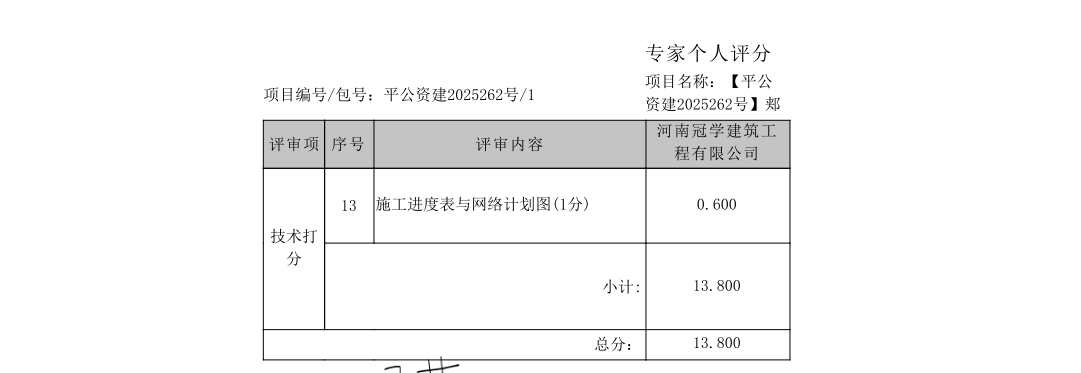 专家个人评分
项目编号/包号：平公资建2025262号/1
项目名称：【平公
资建2025262号】郏
评审项 序号 评审内容 河南冠学建筑工
程有限公司
技术打
分
13 施工进度表与网络计划图(1分) 0.600
小计: 13.800
总分： 13.800